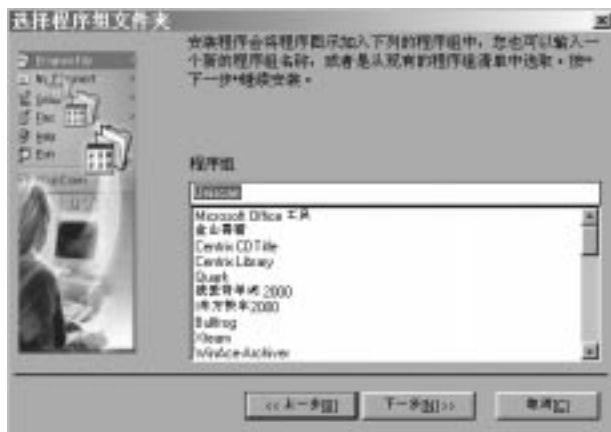 选择程序组文件夹
安装程序会将程序图示加入下列的程序组中，您也可以输入一
个新的程序组名称，或者是从现有的程序组清单中选取。按“
下一步”继续安装。
程序组
Microsoft Office 工具
金山毒霸
Centrix CD Title
Centrix Library
Quark
2000
东方快车2000
Bullfrog
Xteam
WinAce-Archiver
<< 上一步(B)
下一步(N) >>
取消(C)